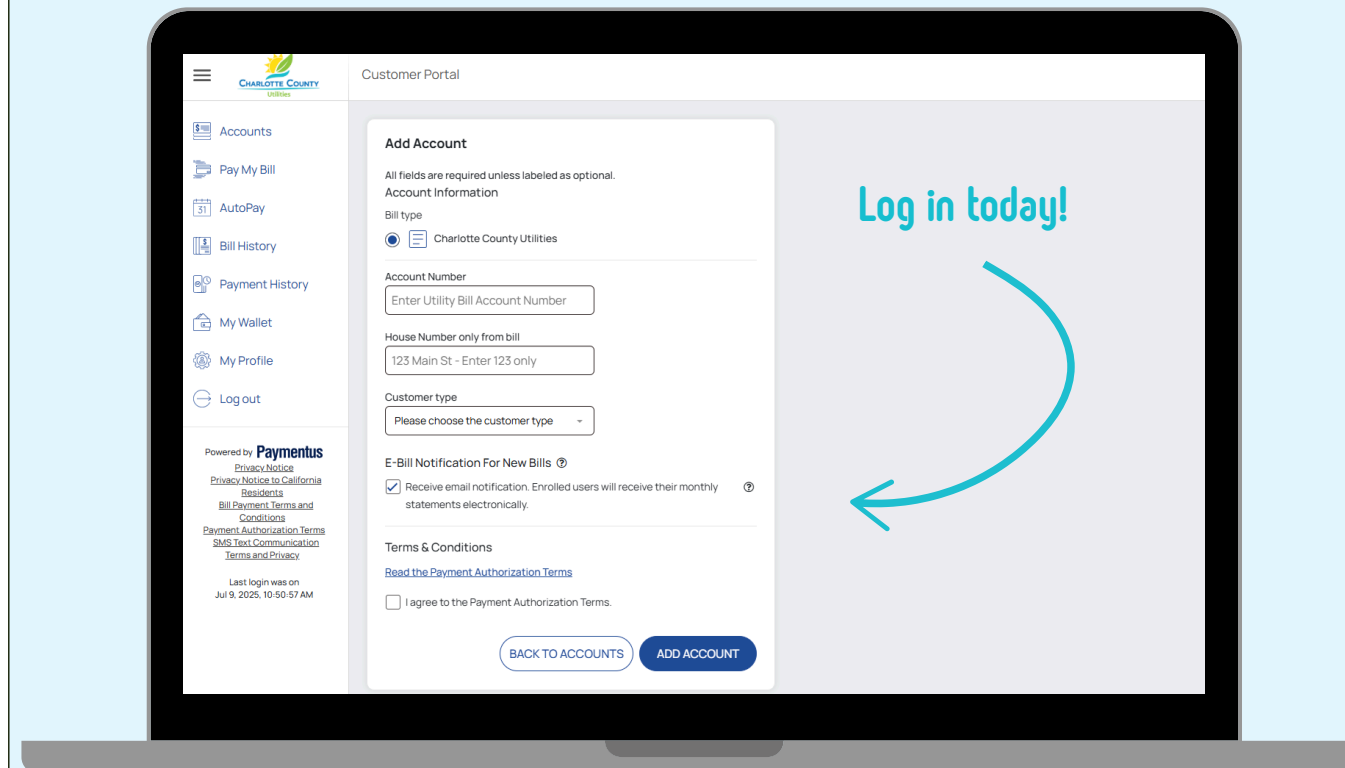 CHARLOTTE COUNTY
Utilities
Customer Portal
Accounts
Pay My Bill
31
AutoPay
Bill History
Payment History
My Wallet
My Profile
Log out
Powered by Paymentus
Privacy Notice
Privacy Notice to California
Residents
Bill Payment Terms and
Conditions
Payment Authorization Terms
SMS Text Communication
Terms and Privacy
Last login was on
Jul 9, 2025, 10:50:57 AM
Add Account
All fields are required unless labeled as optional.
Account Information
Bill type
Charlotte County Utilities
Account Number
Enter Utility Bill Account Number
House Number only from bill
123 Main St - Enter 123 only
Customer type
Please choose the customer type
E-Bill Notification For New Bills
Receive email notification. Enrolled users will receive their monthly
statements electronically.
Terms & Conditions
Read the Payment Authorization Terms
I agree to the Payment Authorization Terms.
BACK TO ACCOUNTS
ADD ACCOUNT
Log in today!